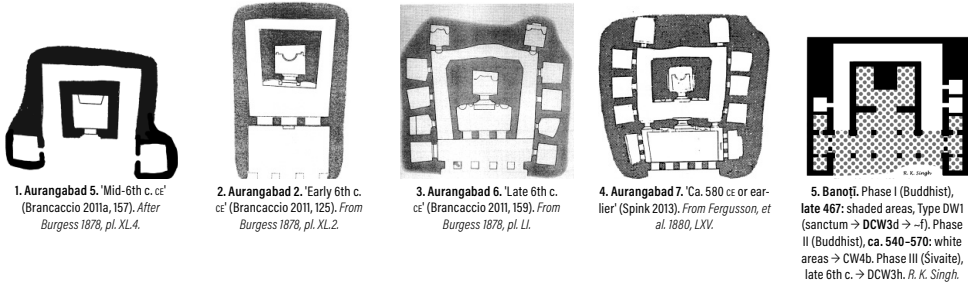 1. Aurangabad 5. 'Mid-6th c. CE'
(Brancaccio 2011a, 157). After
Burgess 1878, pl. XL.4.
2. Aurangabad 2. 'Early 6th c.
CE' (Brancaccio 2011, 125). From
Burgess 1878, pl. XL.2.
3. Aurangabad 6. 'Late 6th c.
CE' (Brancaccio 2011, 159). From
Burgess 1878, pl. LI.
4. Aurangabad 7. 'Ca. 580 CE or ear-
lier' (Spink 2013). From Fergusson, et
al. 1880, LXV.
R. K. Singh
5. Banoṭī. Phase I (Buddhist),
late 467: shaded areas, Type DW1
(sanctum → DCW3d → –f). Phase
II (Buddhist), ca. 540–570: white
areas → CW4b. Phase III (Śivaite),
late 6th c. → DCW3h. R. K. Singh.